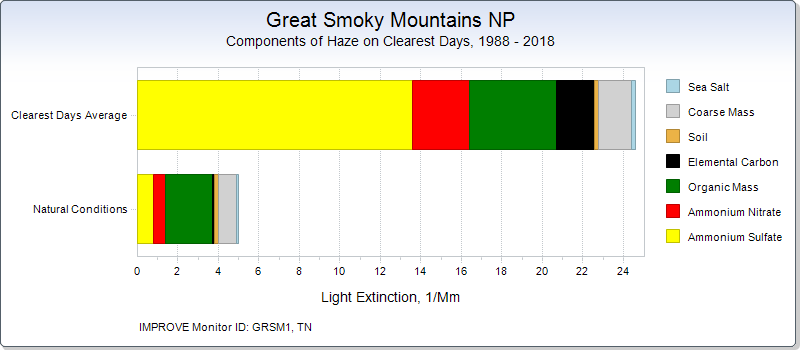 Great Smoky Mountains NP
Components of Haze on Clearest Days, 1988 - 2018
Clearest Days Average
Natural Conditions
0 2 4 6 8 10 12 14 16 18 20 22 24
Light Extinction, 1/Mm
Sea Salt
Coarse Mass
Soil
Elemental Carbon
Organic Mass
Ammonium Nitrate
Ammonium Sulfate
IMPROVE Monitor ID: GRSM1, TN